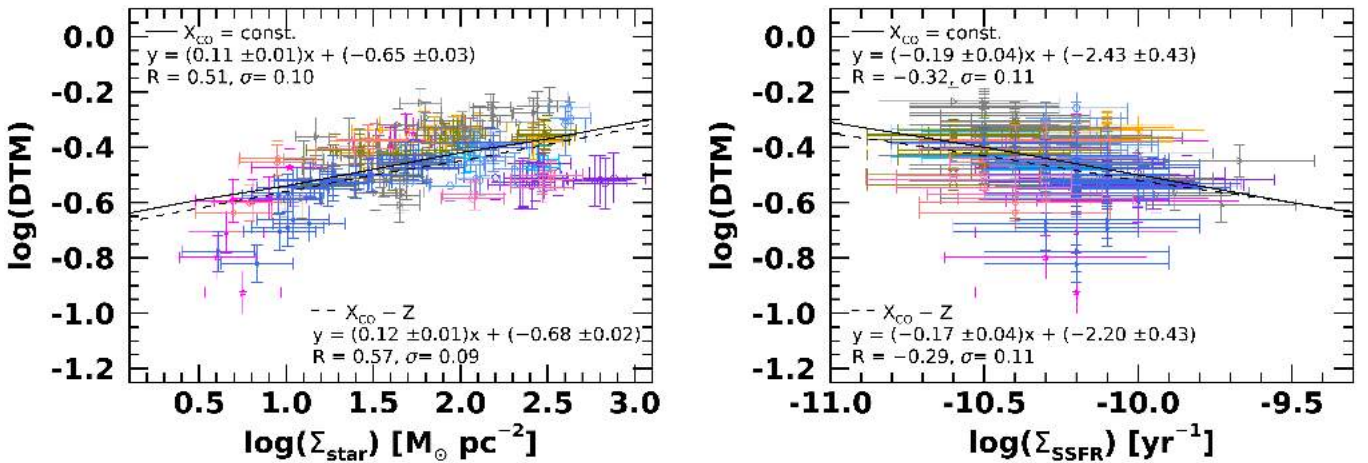 0.0
-0.2
-0.4
-0.6
-0.8
-1.0
-1.2
log(DTM)
X_CO = const.
y = (0.11 ±0.01)x + (−0.65 ±0.03)
R = 0.51, σ= 0.10
X_CO − Z
y = (0.12 ±0.01)x + (−0.68 ±0.02)
R = 0.57, σ= 0.09
0.5 1.0 1.5 2.0 2.5 3.0
log(Σ_star) [M_⊙ pc⁻²]
0.0
-0.2
-0.4
-0.6
-0.8
-1.0
-1.2
log(DTM)
X_CO = const.
y = (−0.19 ±0.04)x + (−2.43 ±0.43)
R = −0.32, σ= 0.11
X_CO − Z
y = (−0.17 ±0.04)x + (−2.20 ±0.43)
R = −0.29, σ= 0.11
-11.0 -10.5 -10.0 -9.5
log(Σ_SSFR) [yr⁻¹]